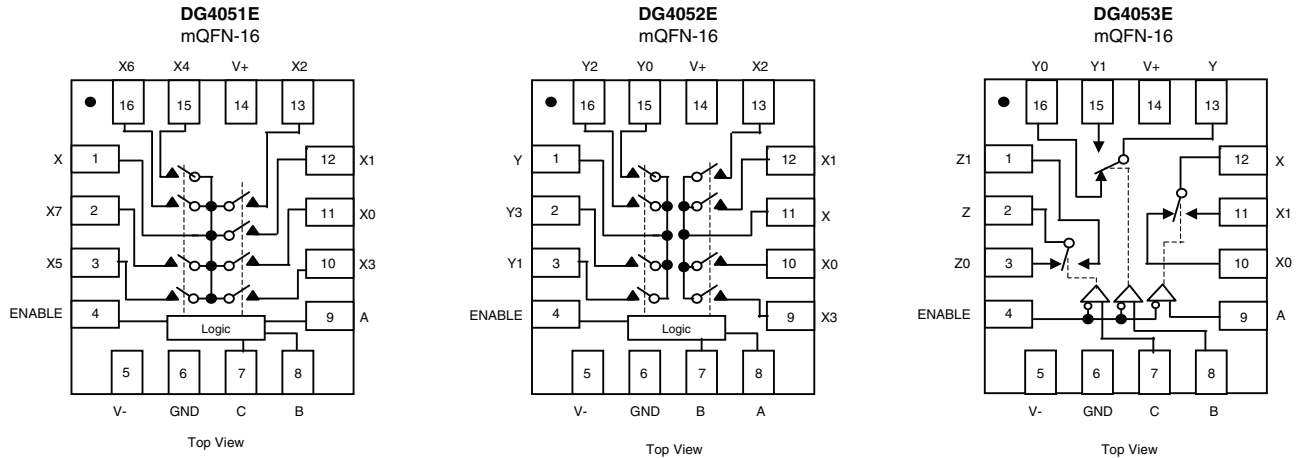 DG4051E
mQFN-16
X6 X4 V+ X2
16 15 14 13
X 1 12 X1
X7 2 11 X0
X5 3 10 X3
ENABLE 4 Logic 9 A
5 6 7 8
V- GND C B
Top View
DG4052E
mQFN-16
Y2 Y0 V+ X2
16 15 14 13
Y 1 12 X1
Y3 2 11 X
Y1 3 10 X0
ENABLE 4 Logic 9 X3
5 6 7 8
V- GND B A
Top View
DG4053E
mQFN-16
Y0 Y1 V+ Y
16 15 14 13
Z1 1 12 X
Z 2 11 X1
Z0 3 10 X0
ENABLE 4 9 A
5 6 7 8
V- GND C B
Top View